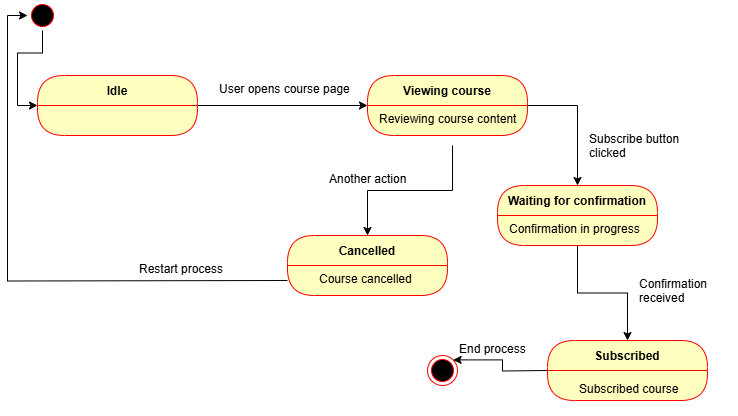 Idle
User opens course page
Viewing course
Reviewing course content
Subscribe button
clicked
Another action
Waiting for confirmation
Confirmation in progress
Cancelled
Course cancelled
Restart process
Confirmation
received
End process
Subscribed
Subscribed course